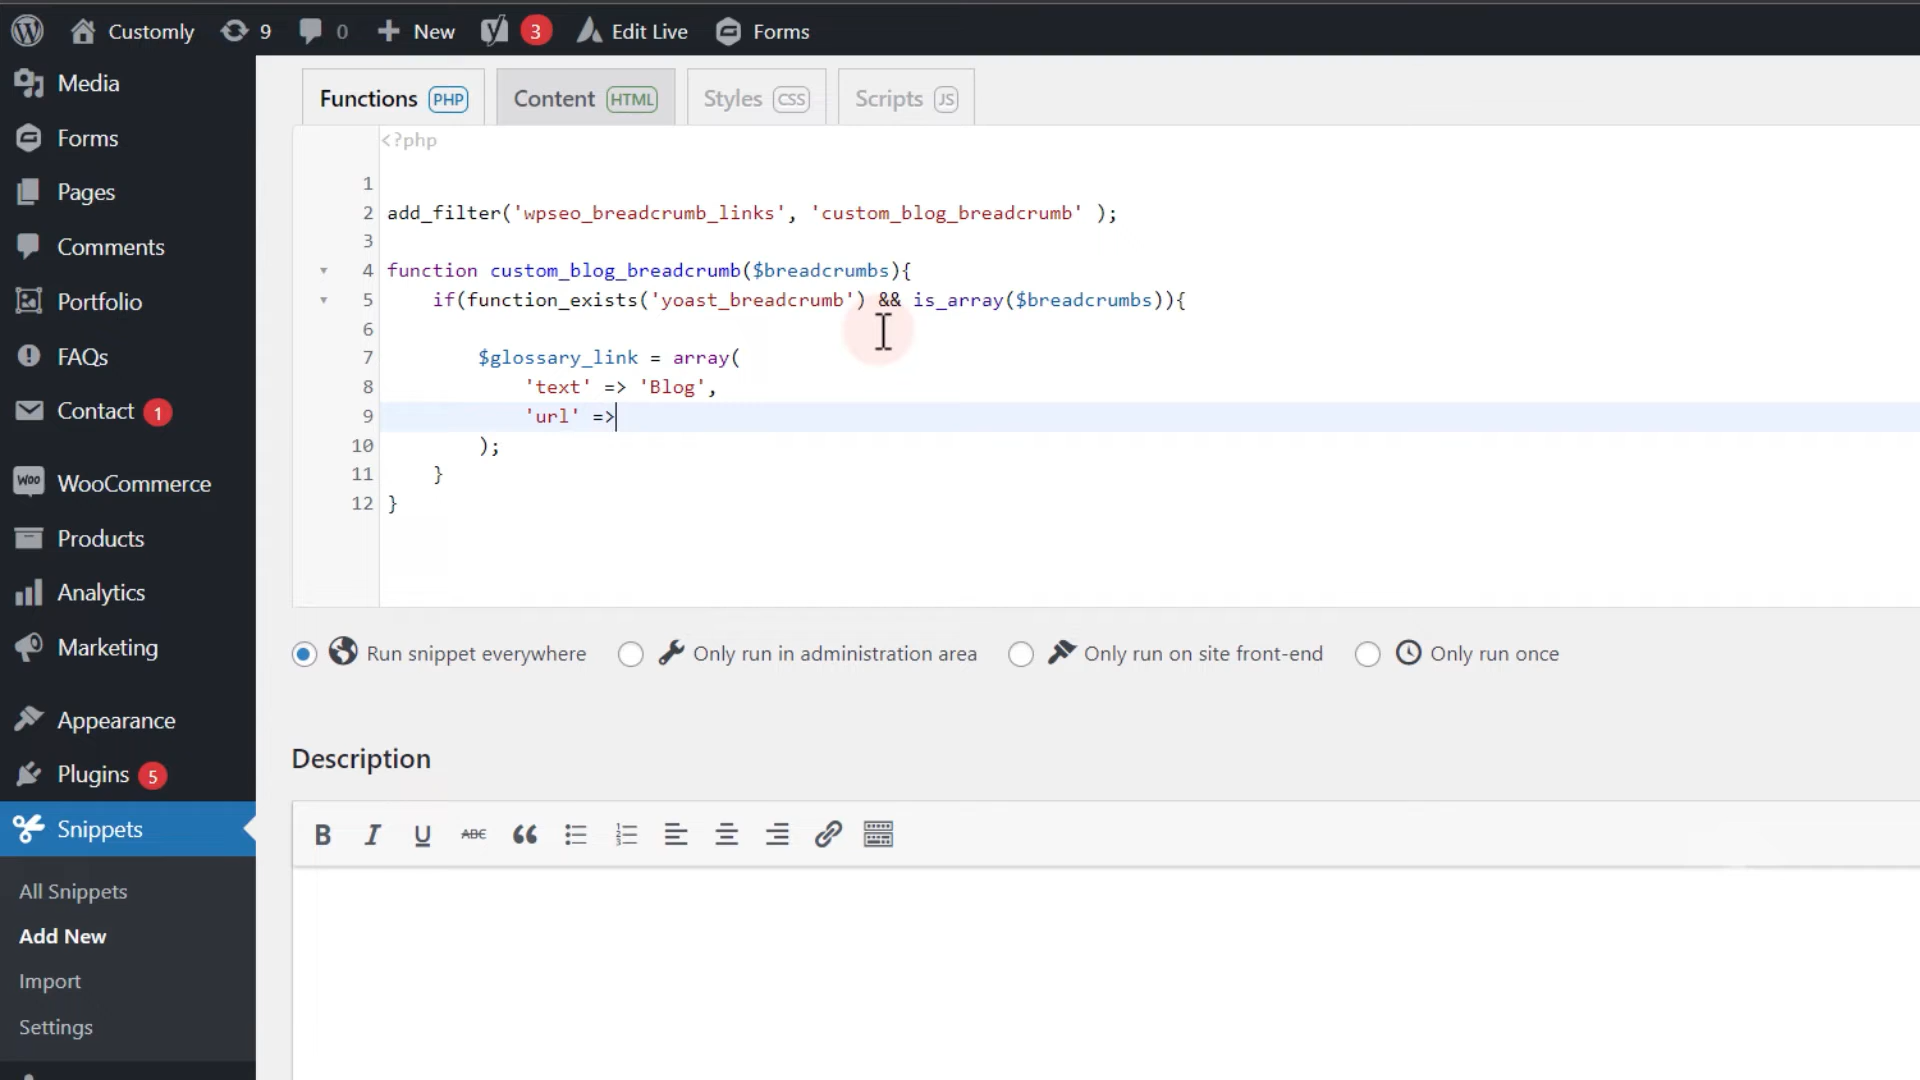 Customly 9 0 New 3 Edit Live Forms
Media
Forms
Pages
Comments
Portfolio
FAQs
Contact 1
WooCommerce
Products
Analytics
Marketing
Appearance
Plugins 5
Snippets
All Snippets
Add New
Import
Settings
Functions PHP Content HTML Styles CSS Scripts JS
<?php
1
2 add_filter('wpseo_breadcrumb_links', 'custom_blog_breadcrumb' );
3
4 function custom_blog_breadcrumb($breadcrumbs){
5 if(function_exists('yoast_breadcrumb') && is_array($breadcrumbs)){
6
7 $glossary_link = array(
8 'text' => 'Blog',
9 'url' =>
10 );
11 }
12 }
Run snippet everywhere Only run in administration area Only run on site front-end Only run once
Description
B I U ABC